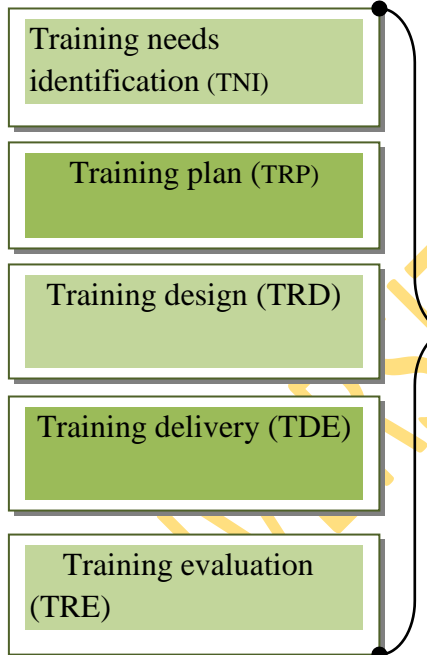 Training needs
identification (TNI)
Training plan (TRP)
Training design (TRD)
Training delivery (TDE)
Training evaluation
(TRE)